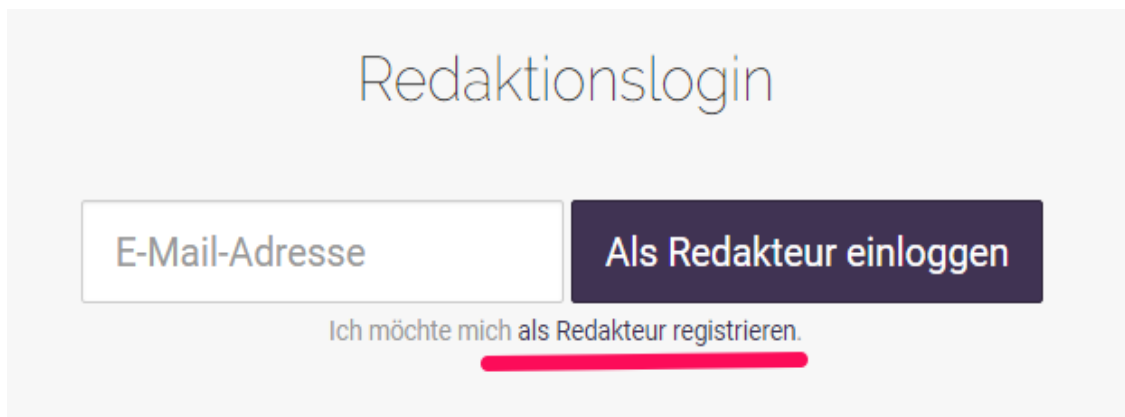 Redaktionslogin
E-Mail-Adresse Als Redakteur einloggen
Ich möchte mich als Redakteur registrieren.